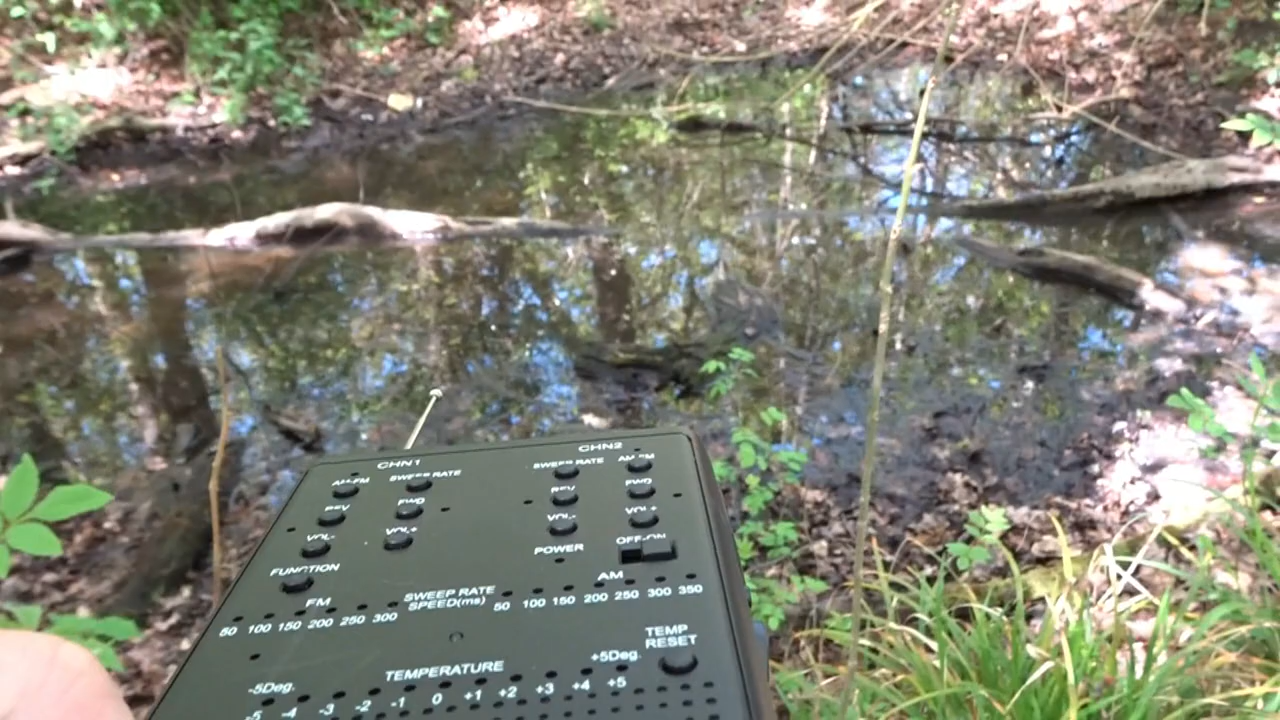 CHN1 CHN2
AM-FM SWEEP RATE SWEEP RATE AM-FM
REV FWD REV FWD
VOL- VOL+ VOL- VOL+
FUNCTION POWER OFF-ON
FM AM
SWEEP RATE
SPEED(ms)
50 100 150 200 250 300 50 100 150 200 250 300 350
TEMP
RESET
TEMPERATURE
-5Deg. +5Deg.
-5 -4 -3 -2 -1 0 +1 +2 +3 +4 +5